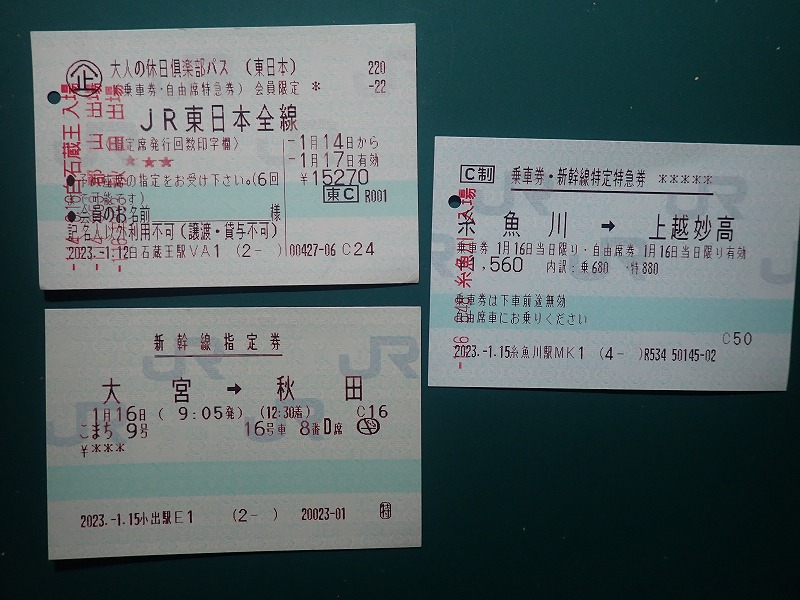 大人の休日倶楽部パス (東日本) 220
乗車券・自由席特急券) 会員限定 * -22
JR東日本全線
-1月14日から
-1月17日有効
¥15270
東C R001
会員のお名前 様
記名人以外利用不可(譲渡・貸与不可)
2023.-1.12白石蔵王駅VA1 (2- ) 00427-06 C24
白石蔵王 入場
C制 乗車券・新幹線特定特急券 *****
糸魚川 → 上越妙高
乗車券 1月16日当日限り・自由席券 1月16日当日限り有効
,560 内訳:乗680 ・特880
乗車券は下車前途無効
自由席車にお乗りください
C50
2023.-1.15糸魚川駅MK1 (4- ) R534 50145-02
新幹線指定券
大宮 → 秋田
1月16日 ( 9:05発) (12:30着) C16
こまち 9号 16号車 8番D席
¥***
2023.-1.15小出駅E1 (2- ) 20023-01